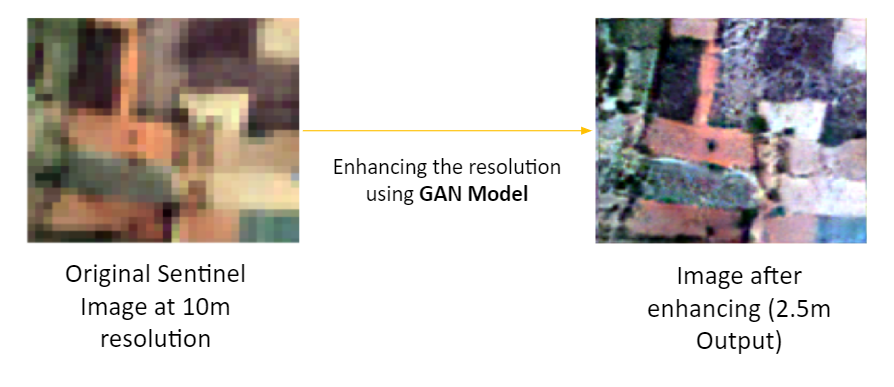 Enhancing the resolution
using GAN Model
Original Sentinel
Image at 10m
resolution
Image after
enhancing (2.5m
Output)